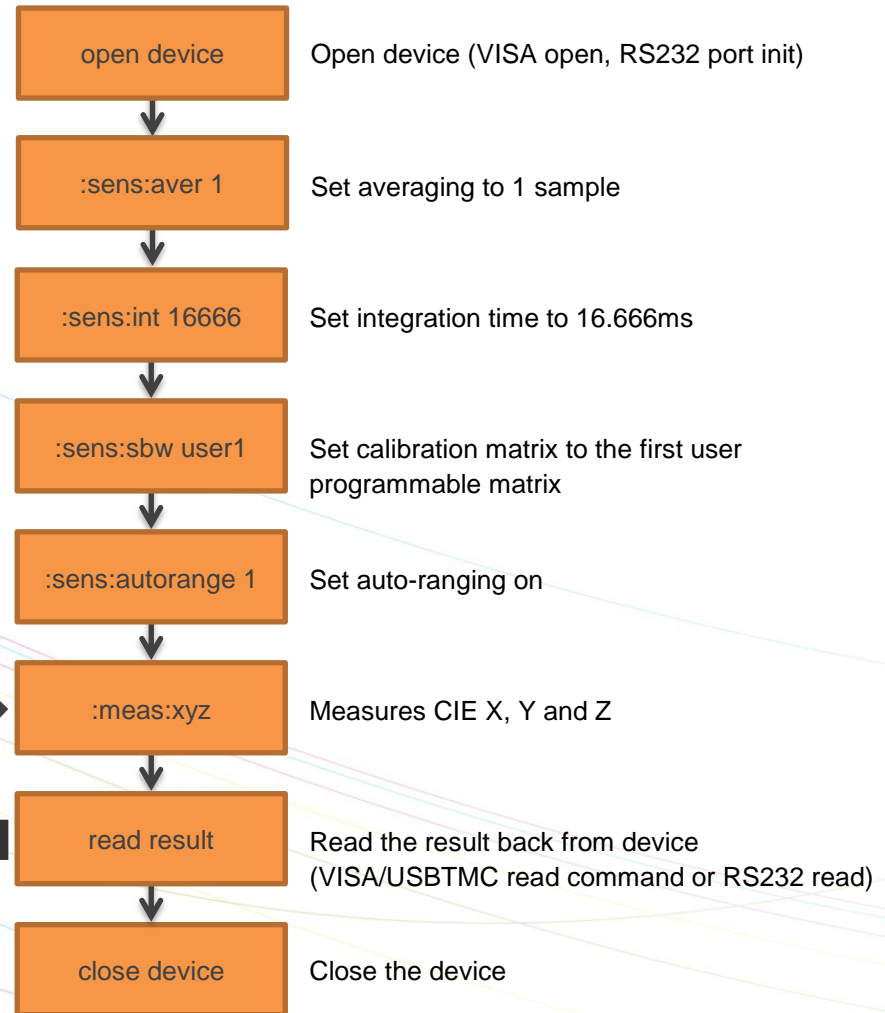 open device
Open device (VISA open, RS232 port init)
:sens:aver 1
Set averaging to 1 sample
:sens:int 16666
Set integration time to 16.666ms
:sens:sbw user1
Set calibration matrix to the first user
programmable matrix
:sens:autorange 1
Set auto-ranging on
:meas:xyz
Measures CIE X, Y and Z
read result
Read the result back from device
(VISA/USBTMC read command or RS232 read)
close device
Close the device